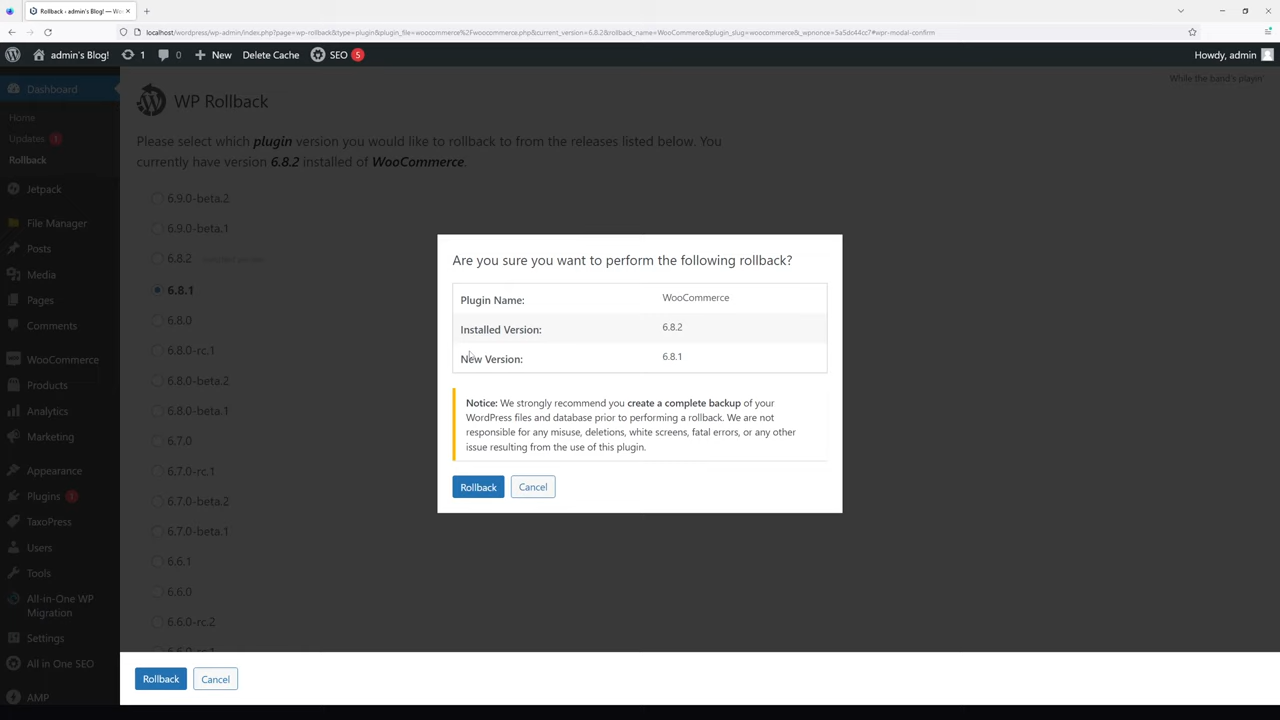 Rollback ‹ admin's Blog! — Wo
localhost/wordpress/wp-admin/index.php?page=wp-rollback&type=plugin&plugin_file=woocommerce%2Fwoocommerce.php&current_version=6.8.2&rollback_name=WooCommerce&plugin_slug=woocommerce&_wpnonce=5a5dc44cc7#wpr-modal-confirm
admin's Blog!
1
0
New
Delete Cache
SEO
5
Howdy, admin
Dashboard
Home
Updates 1
Rollback
Jetpack
File Manager
Posts
Media
Pages
Comments
WooCommerce
Products
Analytics
Marketing
Appearance
Plugins
TaxoPress
Users
Tools
All-in-One WP
Migration
Settings
All in One SEO
AMP
While the band's player
WP Rollback
Please select which plugin version you would like to rollback to from the releases listed below. You
currently have version 6.8.2 installed of WooCommerce.
6.9.0-beta.2
6.9.0-beta.1
6.8.2 Installed Version
6.8.1
6.8.0
6.8.0-rc.1
6.8.0-beta.2
6.8.0-beta.1
6.7.0
6.7.0-rc.1
6.7.0-beta.2
6.7.0-beta.1
6.6.1
6.6.0
6.6.0-rc.2
6.6.0-rc.1
Are you sure you want to perform the following rollback?
Plugin Name: WooCommerce
Installed Version: 6.8.2
New Version: 6.8.1
Notice: We strongly recommend you create a complete backup of your
WordPress files and database prior to performing a rollback. We are not
responsible for any misuse, deletions, white screens, fatal errors, or any other
issue resulting from the use of this plugin.
Rollback
Cancel
Rollback
Cancel